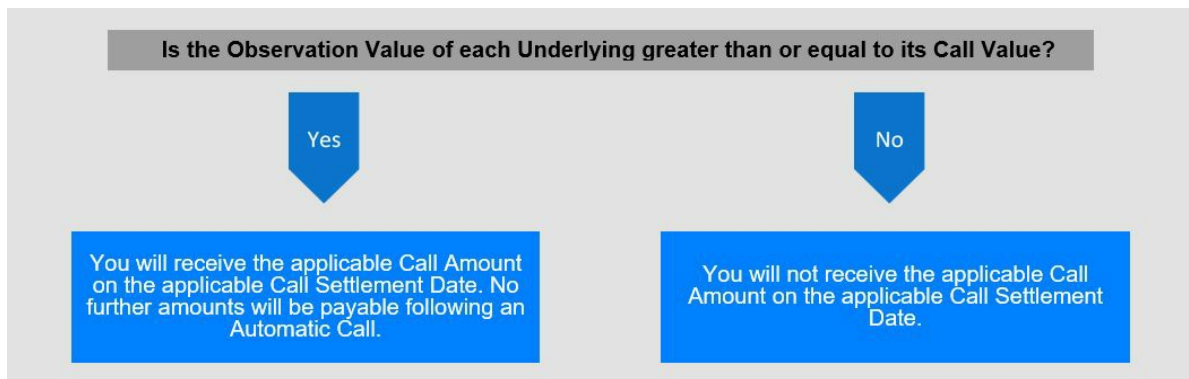 Is the Observation Value of each Underlying greater than or equal to its Call Value?
Yes
No
You will receive the applicable Call Amount
on the applicable Call Settlement Date. No
further amounts will be payable following an
Automatic Call.
You will not receive the applicable Call
Amount on the applicable Call Settlement
Date.